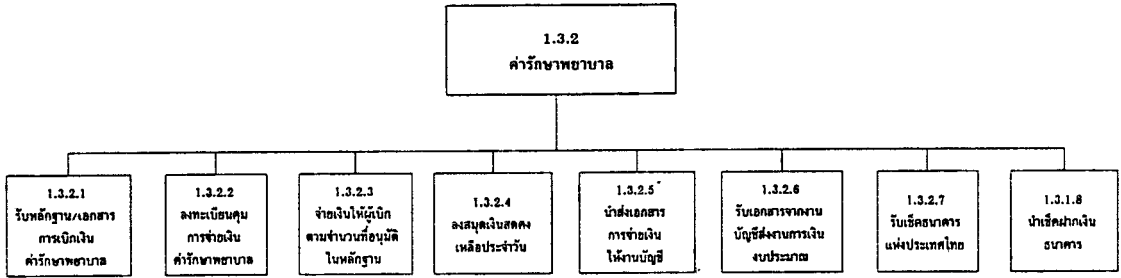 1.3.2
ค่ารักษาพยาบาล
1.3.2.1
รับหลักฐาน/เอกสาร
การเบิกเงิน
ค่ารักษาพยาบาล
1.3.2.2
ลงทะเบียนคุม
การจ่ายเงิน
ค่ารักษาพยาบาล
1.3.2.3
จ่ายเงินให้ผู้เบิก
ตามจำนวนที่อนุมัติ
ในหลักฐาน
1.3.2.4
ลงสมุดเงินสดคง
เหลือประจำวัน
1.3.2.5
นำส่งเอกสาร
การจ่ายเงิน
ให้งานบัญชี
1.3.2.6
รับเอกสารจากงาน
บัญชีส่งงานการเงิน
งบประมาณ
1.3.2.7
รับเช็คธนาคาร
แห่งประเทศไทย
1.3.1.8
นำเช็คฝากเงิน
ธนาคาร